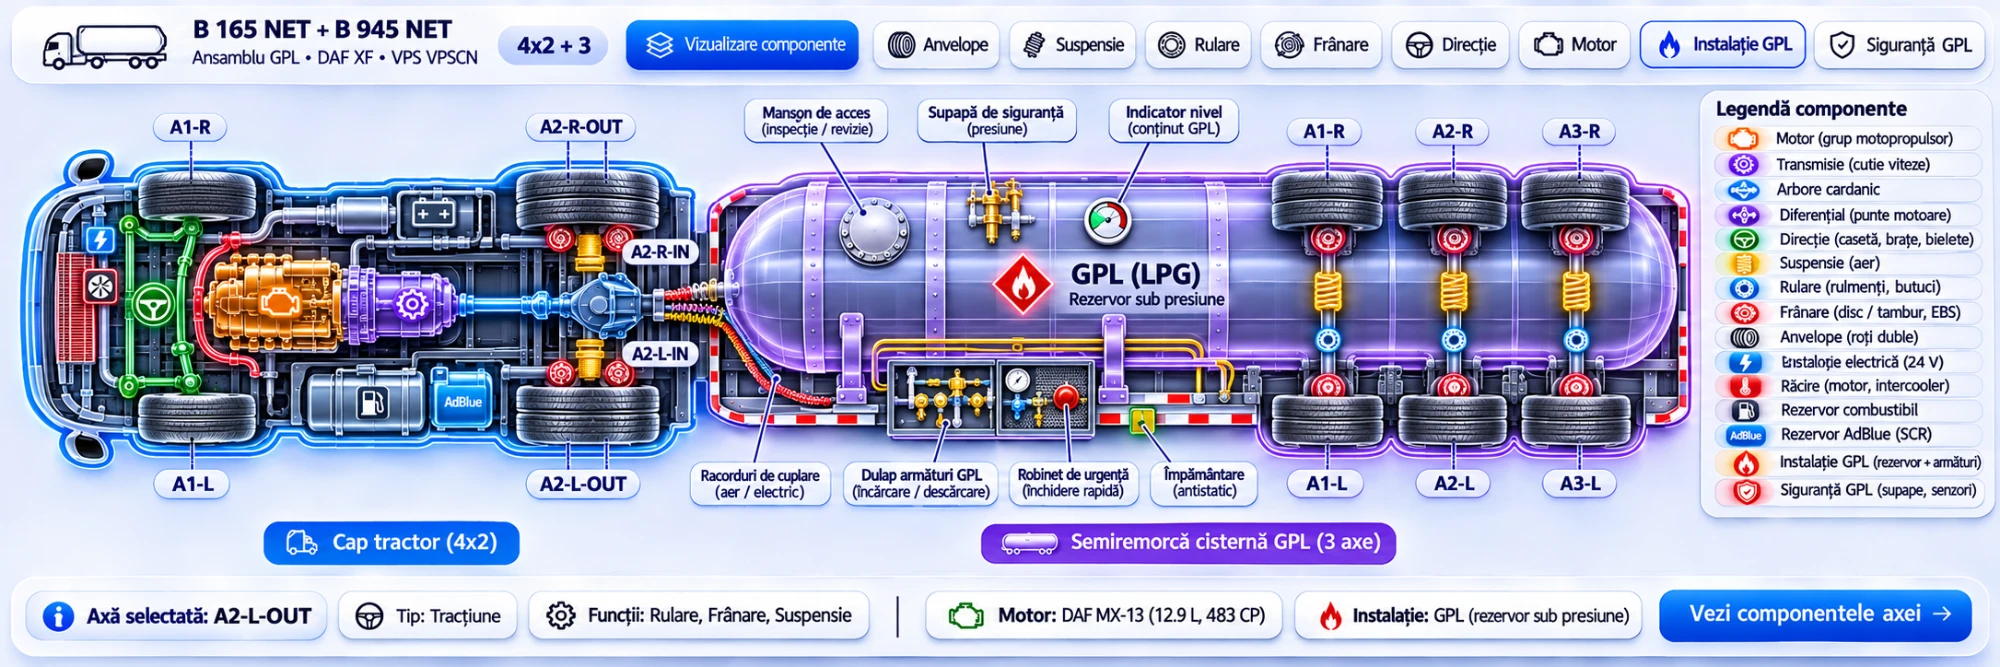 B 165 NET + B 945 NET
Ansamblu GPL • DAF XF • VPS VPSCN
4x2 + 3
Vizualizare componente
Anvelope
Suspensie
Rulare
Frânare
Direcție
Motor
Instalație GPL
Siguranță GPL
A1-R
A2-R-OUT
Manșon de acces
(inspecție / revizie)
Supapă de siguranță
(presiune)
Indicator nivel
(conținut GPL)
A1-R
A2-R
A3-R
A2-R-IN
A2-L-IN
AdBlue
GPL (LPG)
Rezervor sub presiune
A1-L
A2-L-OUT
Racorduri de cuplare
(aer / electric)
Dulap armături GPL
(încărcare / descărcare)
Robinet de urgență
(închidere rapidă)
Împământare
(antistatic)
A1-L
A2-L
A3-L
Legendă componente
Motor (grup motopropulsor)
Transmisie (cutie viteze)
Arbore cardanic
Diferențial (punte motoare)
Direcție (casetă, brațe, bielete)
Suspensie (aer)
Rulare (rulmenți, butuci)
Frânare (disc / tambur, EBS)
Anvelope (roți duble)
electrică (24 V)
Răcire (motor, intercooler)
Rezervor combustibil
AdBlue
Rezervor AdBlue (SCR)
Instalație GPL (rezervor + armături)
Siguranță GPL (supape, senzori)
Cap tractor (4x2)
Semiremorcă cisternă GPL (3 axe)
Axă selectată: A2-L-OUT
Tip: Tracțiune
Funcții: Rulare, Frânare, Suspensie
Motor: DAF MX-13 (12.9 L, 483 CP)
Instalație: GPL (rezervor sub presiune)
Vezi componentele axei →